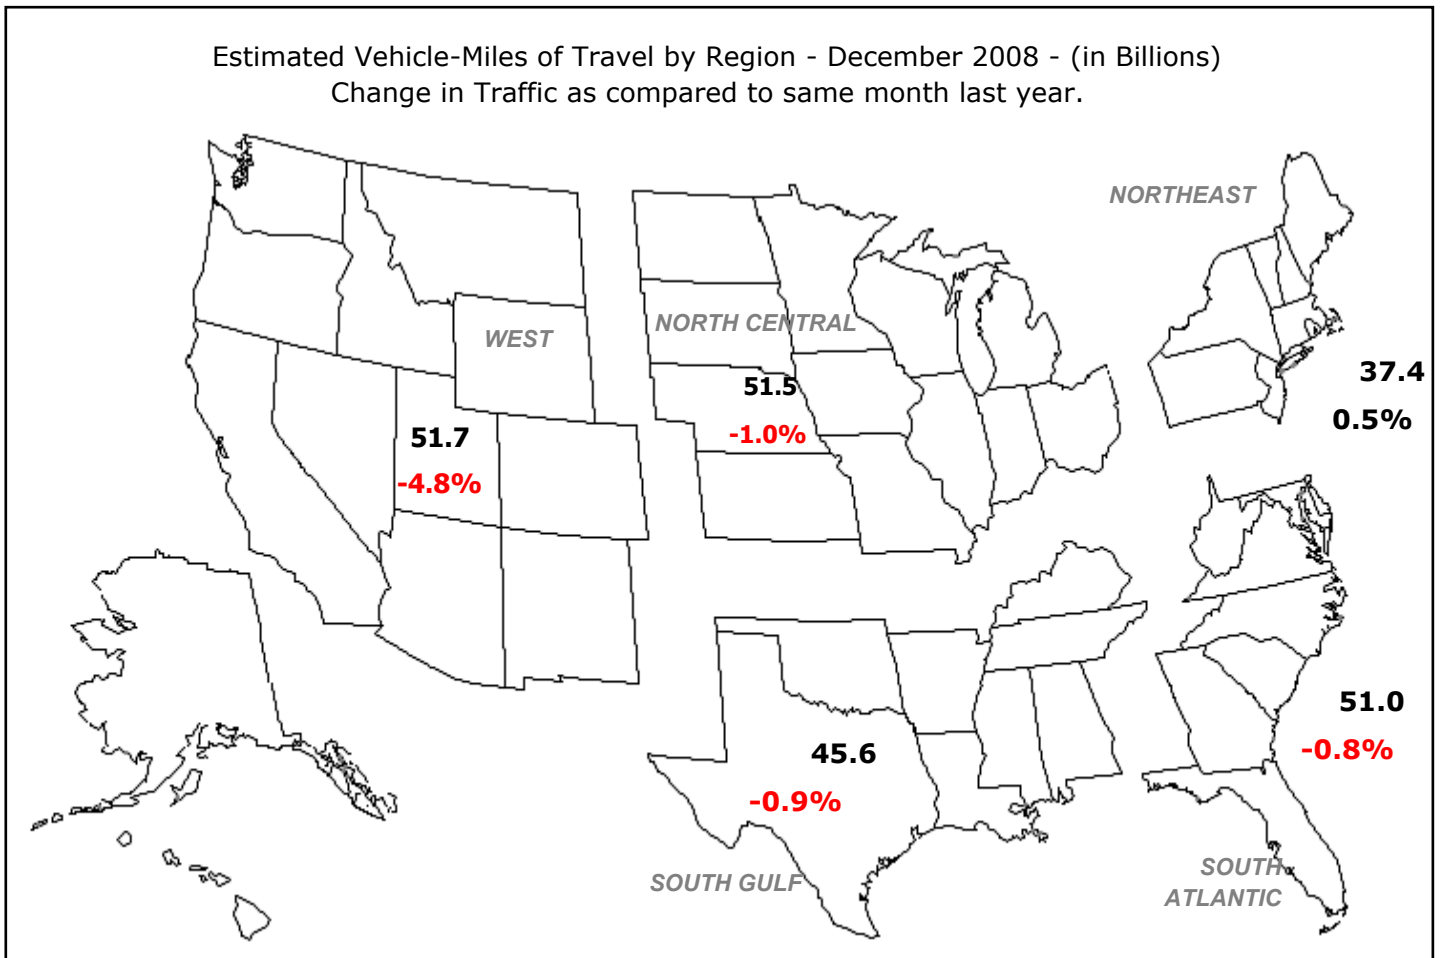 Estimated Vehicle-Miles of Travel by Region - December 2008 - (in Billions)
Change in Traffic as compared to same month last year.
NORTHEAST
WEST
NORTH CENTRAL
37.4
0.5%
51.5
-1.0%
51.7
-4.8%
51.0
-0.8%
45.6
-0.9%
SOUTH GULF
SOUTH
ATLANTIC